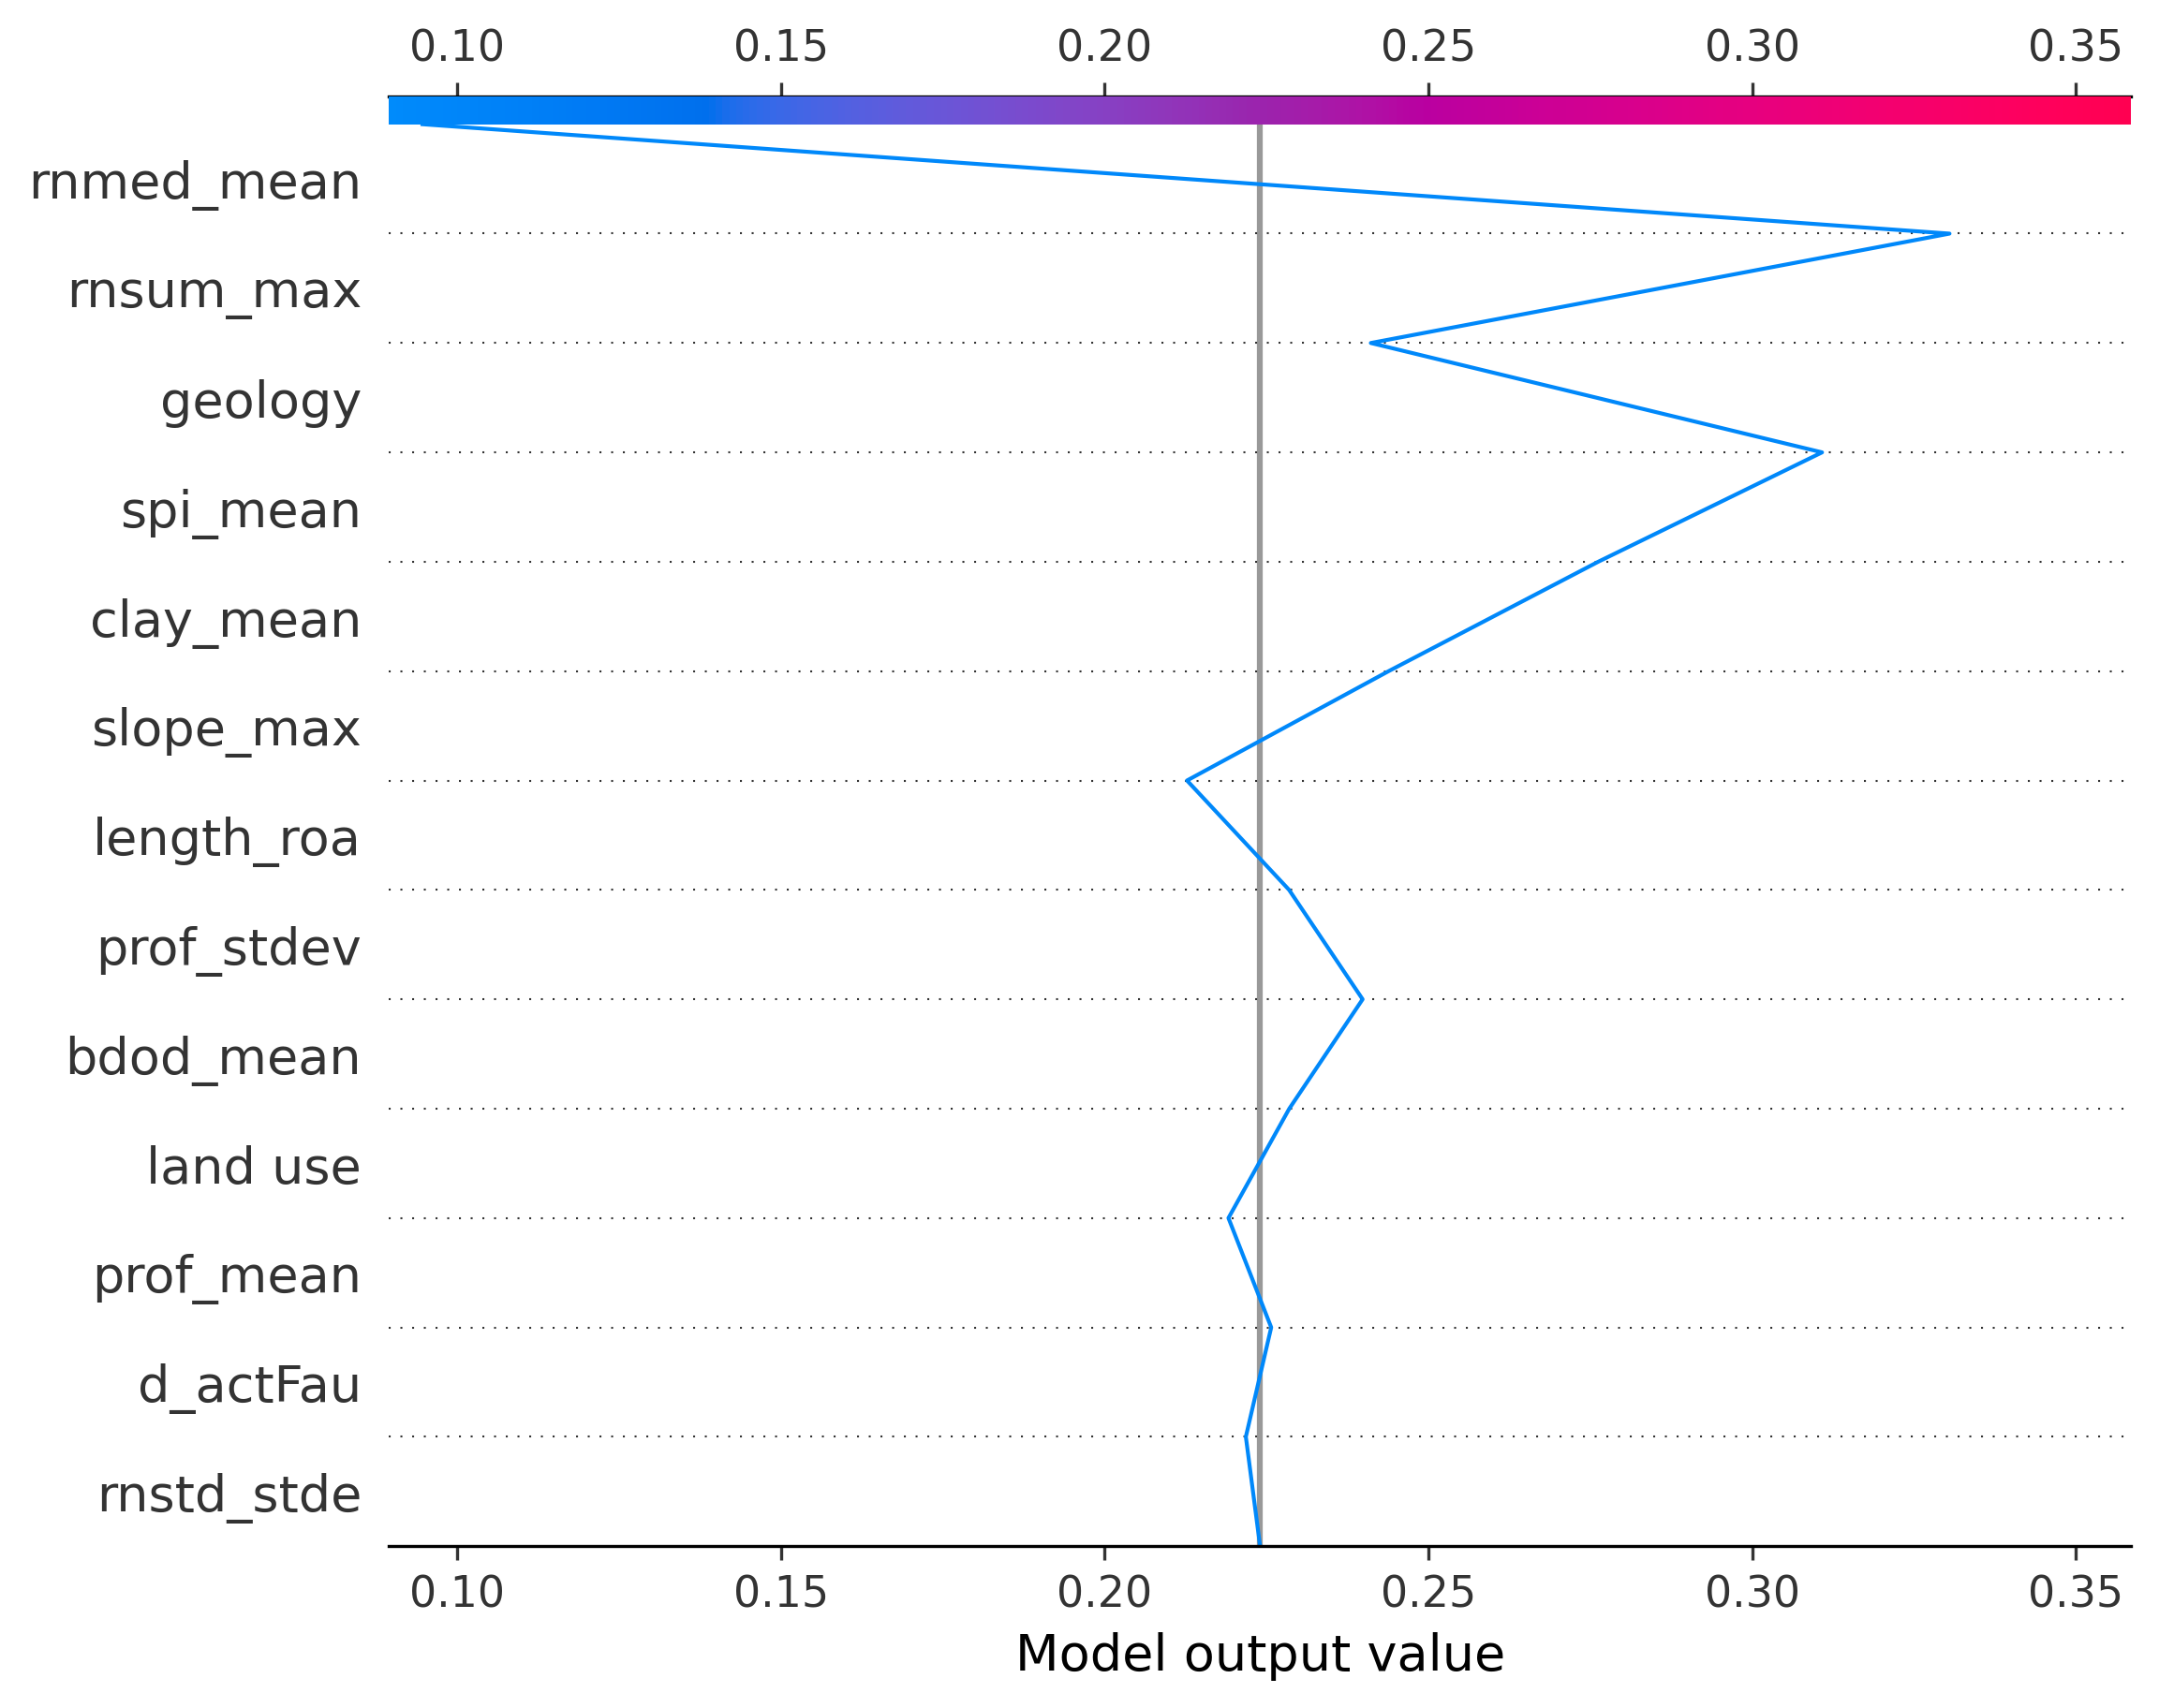 0.10 0.15 0.20 0.25 0.30 0.35
rnmed_mean
rnsum_max
geology
spi_mean
clay_mean
slope_max
length_roa
prof_stdev
bdod_mean
land use
prof_mean
d_actFau
rnstd_stde
0.10 0.15 0.20 0.25 0.30 0.35
Model output value